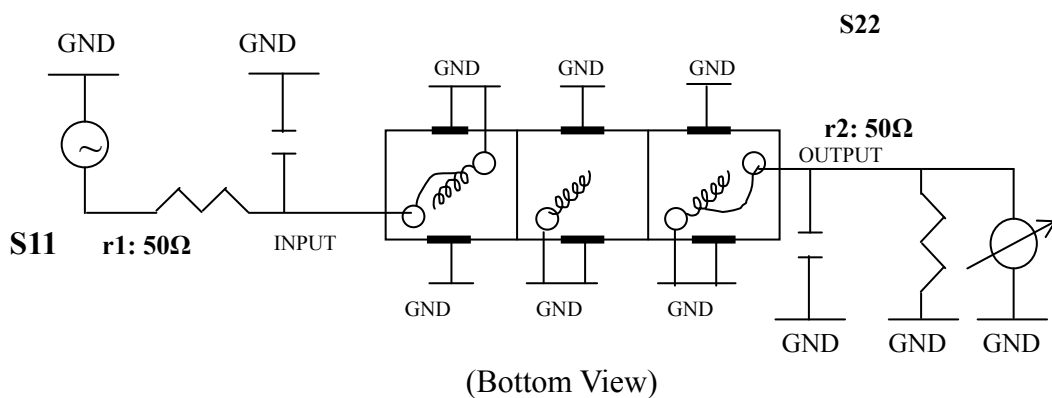 S22
GND
GND
GND
GND
GND
r2: 50Ω
OUTPUT
S11
r1: 50Ω
INPUT
GND
GND
GND
GND
GND
GND
(Bottom View)